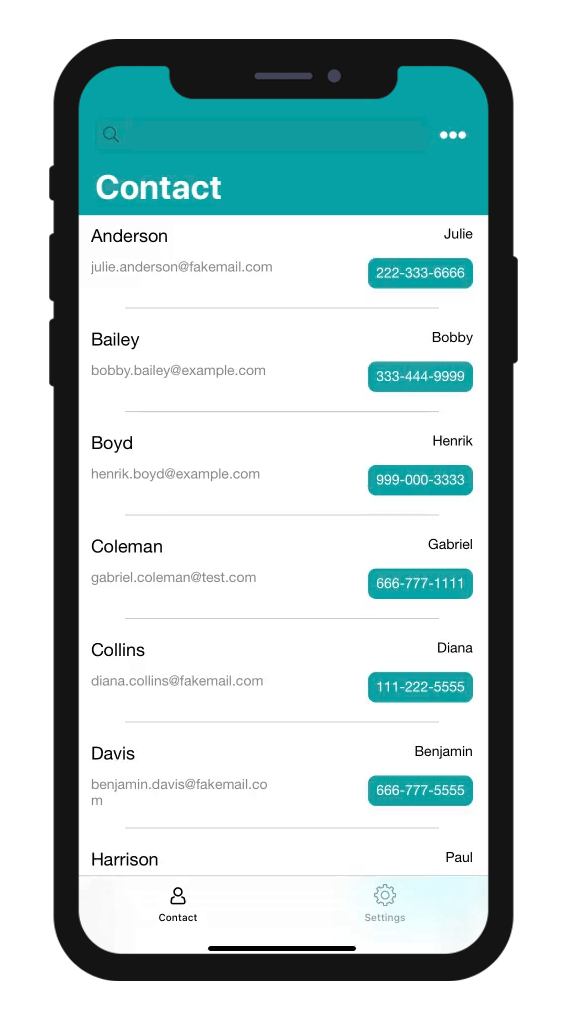 Contact
Anderson Julie
julie.anderson@fakemail.com 222-333-6666
Bailey Bobby
bobby.bailey@example.com 333-444-9999
Boyd Henrik
henrik.boyd@example.com 999-000-3333
Coleman Gabriel
gabriel.coleman@test.com 666-777-1111
Collins Diana
diana.collins@fakemail.com 111-222-5555
Davis Benjamin
benjamin.davis@fakemail.co 666-777-5555
m
Harrison Paul
Contact Settings